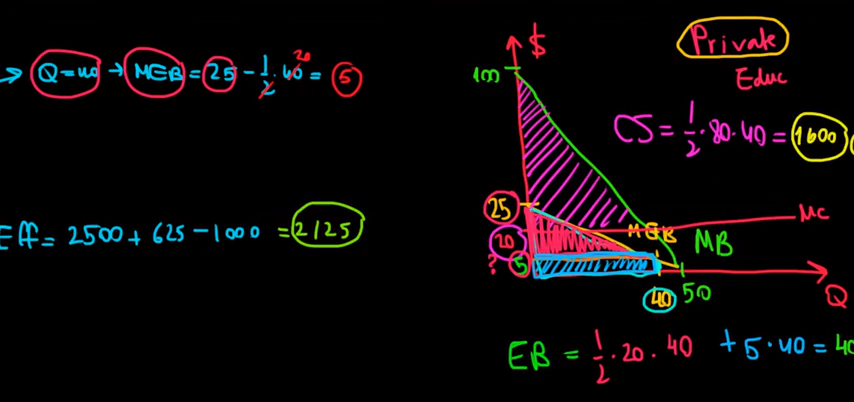 → Q=40 → MEB = 25 - 1/2 · 40 20 = 5
Eff = 2500 + 625 - 1000 = 2125
$
Private
Educ
100
CS = 1/2 · 80 · 40 = 1600
25
MC
20
MEB
MB
? 5
40 50
Q
EB = 1/2 · 20 · 40 + 5 · 40 =